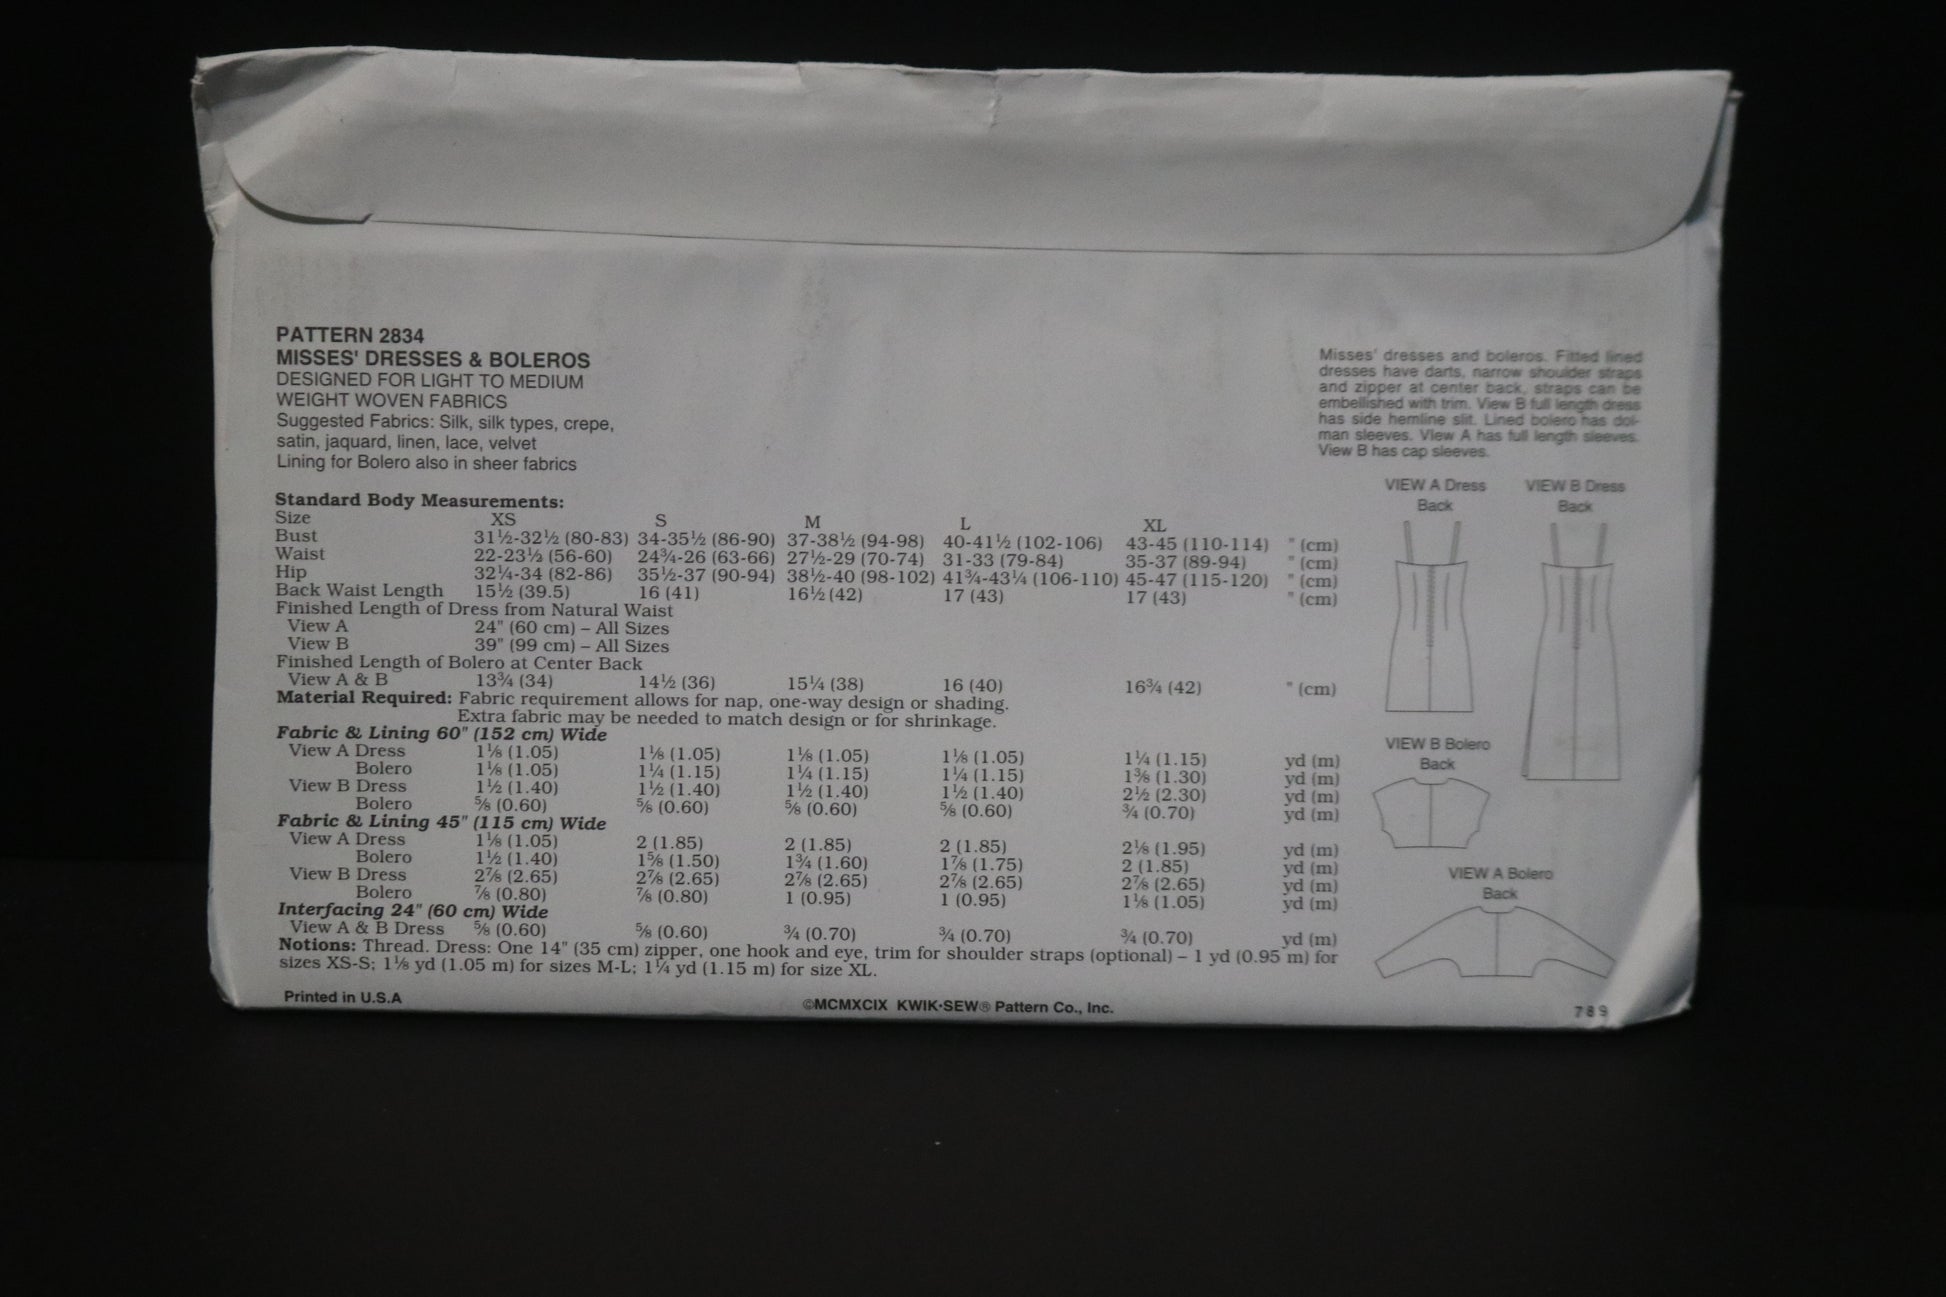 PATTERN 2834
MISSES' DRESSES & BOLEROS
DESIGNED FOR LIGHT TO MEDIUM
WEIGHT WOVEN FABRICS
Suggested Fabrics: Silk, silk types, crepe,
satin, jaquard, linen, lace, velvet
Lining for Bolero also in sheer fabrics
Misses' dresses and boleros. Fitted lined
dresses have darts, narrow shoulder straps
and zipper at center back, straps can be
embellished with trim. View B full length dress
has side hemline slit. Lined bolero has dol-
man sleeves. View A has full length sleeves.
View B has cap sleeves.
Standard Body Measurements:
Size XS S M L XL
Bust 31½-32½ (80-83) 34-35½ (86-90) 37-38½ (94-98) 40-41½ (102-106) 43-45 (110-114) " (cm)
Waist 22-23½ (56-60) 24¾-26 (63-66) 27½-29 (70-74) 31-33 (79-84) 35-37 (89-94) " (cm)
Hip 32¼-34 (82-86) 35½-37 (90-94) 38½-40 (98-102) 41¾-43¼ (106-110) 45-47 (115-120) " (cm)
Back Waist Length 15½ (39.5) 16 (41) 16½ (42) 17 (43) 17 (43) " (cm)
Finished Length of Dress from Natural Waist
View A 24" (60 cm) – All Sizes
View B 39" (99 cm) – All Sizes
Finished Length of Bolero at Center Back
View A & B 13¾ (34) 14½ (36) 15¼ (38) 16 (40) 16¾ (42) " (cm)
Material Required: Fabric requirement allows for nap, one-way design or shading.
Extra fabric may be needed to match design or for shrinkage.
Fabric & Lining 60" (152 cm) Wide
View A Dress 1⅛ (1.05) 1⅛ (1.05) 1⅛ (1.05) 1⅛ (1.05) 1¼ (1.15) yd (m)
Bolero 1⅛ (1.05) 1¼ (1.15) 1¼ (1.15) 1¼ (1.15) 1⅜ (1.30) yd (m)
View B Dress 1½ (1.40) 1½ (1.40) 1½ (1.40) 1½ (1.40) 2½ (2.30) yd (m)
Bolero ⅝ (0.60) ⅝ (0.60) ⅝ (0.60) ⅝ (0.60) ¾ (0.70) yd (m)
Fabric & Lining 45" (115 cm) Wide
View A Dress 1⅛ (1.05) 2 (1.85) 2 (1.85) 2 (1.85) 2⅛ (1.95) yd (m)
Bolero 1½ (1.40) 1⅝ (1.50) 1¾ (1.60) 1⅞ (1.75) 2 (1.85) yd (m)
View B Dress 2⅞ (2.65) 2⅞ (2.65) 2⅞ (2.65) 2⅞ (2.65) 2⅞ (2.65) yd (m)
Bolero ⅞ (0.80) ⅞ (0.80) 1 (0.95) 1 (0.95) 1⅛ (1.05) yd (m)
Interfacing 24" (60 cm) Wide
View A & B Dress ⅝ (0.60) ⅝ (0.60) ¾ (0.70) ¾ (0.70) ¾ (0.70) yd (m)
Notions: Thread. Dress: One 14" (35 cm) zipper, one hook and eye, trim for shoulder straps (optional) – 1 yd (0.95 m) for
sizes XS-S; 1⅛ yd (1.05 m) for sizes M-L; 1¼ yd (1.15 m) for size XL.
VIEW A Dress
Back
VIEW B Dress
Back
VIEW B Bolero
Back
VIEW A Bolero
Back
Printed in U.S.A
©MCMXCIX KWIK•SEW® Pattern Co., Inc.
789